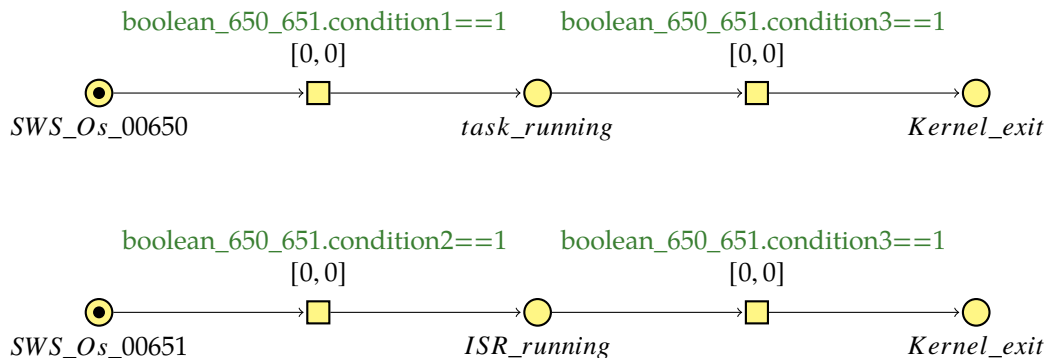 boolean_650_651.condition1==1 boolean_650_651.condition3==1
[0, 0] [0, 0]
SWS_Os_00650 task_running Kernel_exit
boolean_650_651.condition2==1 boolean_650_651.condition3==1
[0, 0] [0, 0]
SWS_Os_00651 ISR_running Kernel_exit